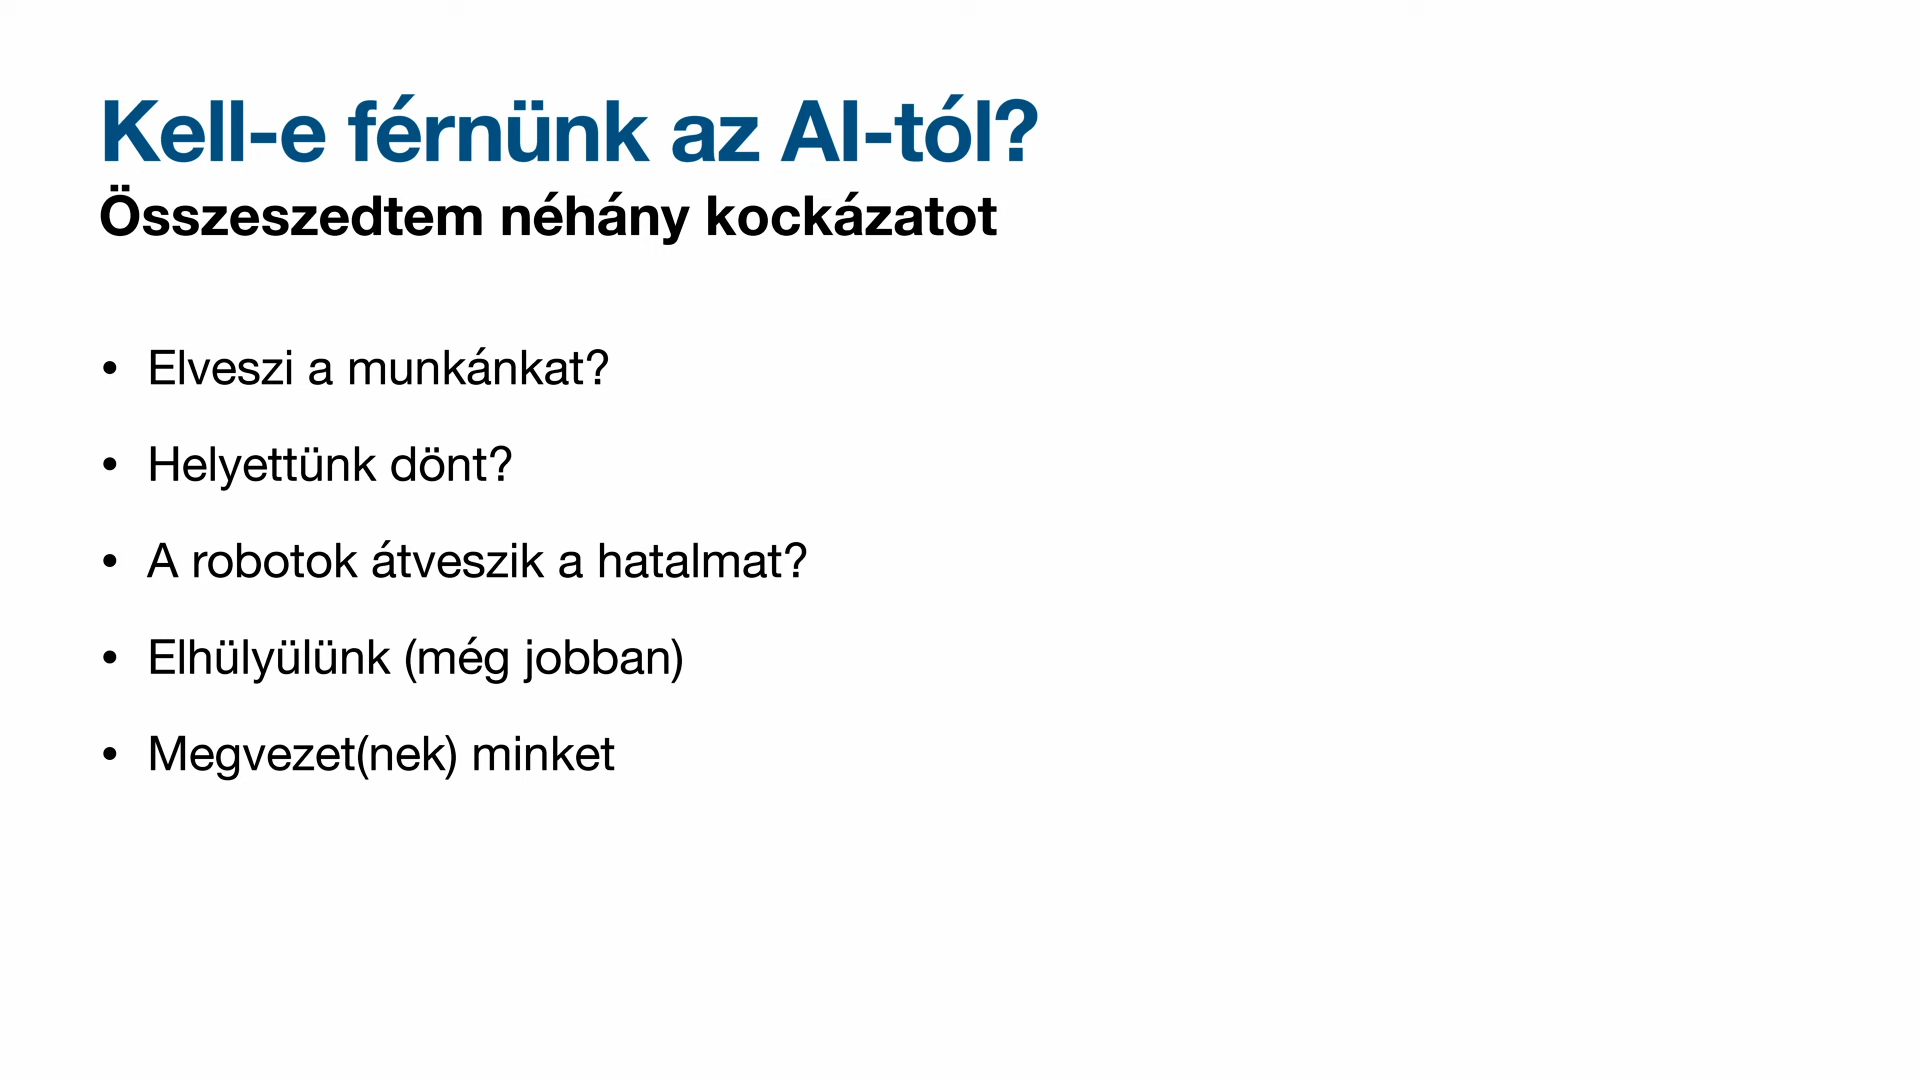 Kell-e férnünk az AI-tól?
Összeszedtem néhány kockázatot
• Elveszi a munkánkat?
• Helyettünk dönt?
• A robotok átveszik a hatalmat?
• Elhülyülünk (még jobban)
• Megvezet(nek) minket